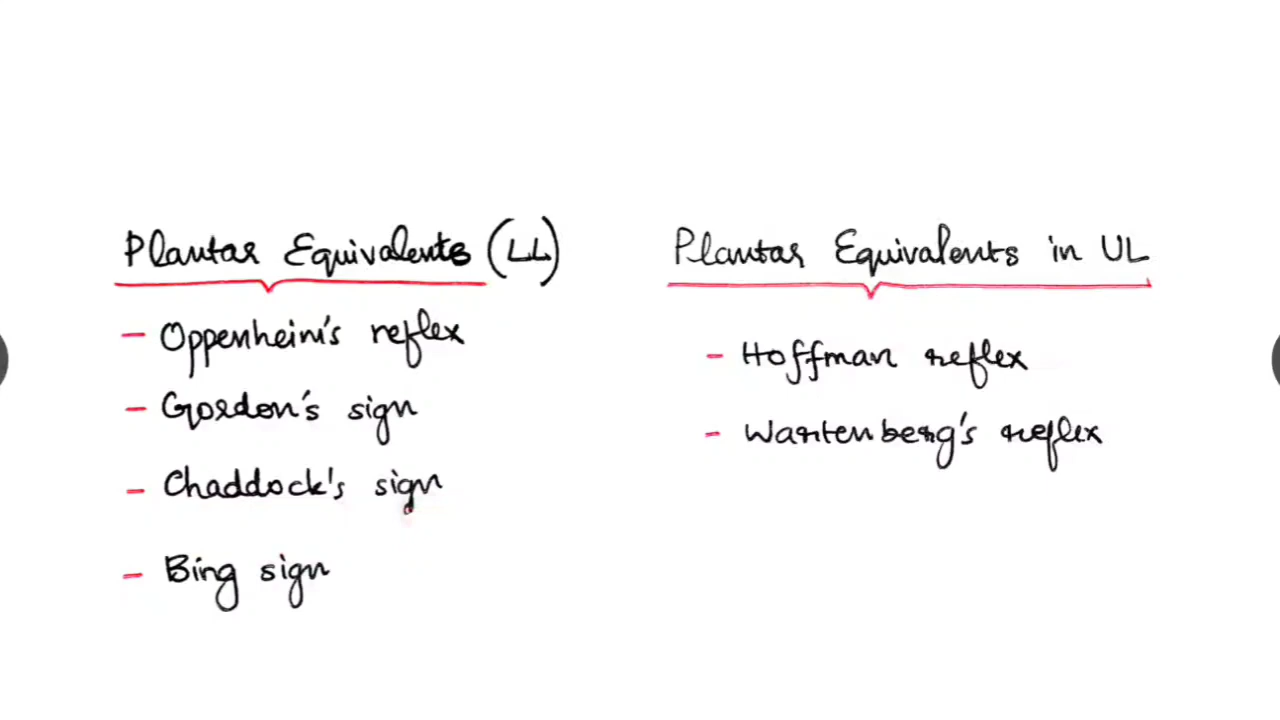 Plantar Equivalents (LL)
- Oppenheim's reflex
- Gordon's sign
- Chaddock's sign
- Bing sign
Plantar Equivalents in UL
- Hoffman reflex
- Wartenberg's reflex